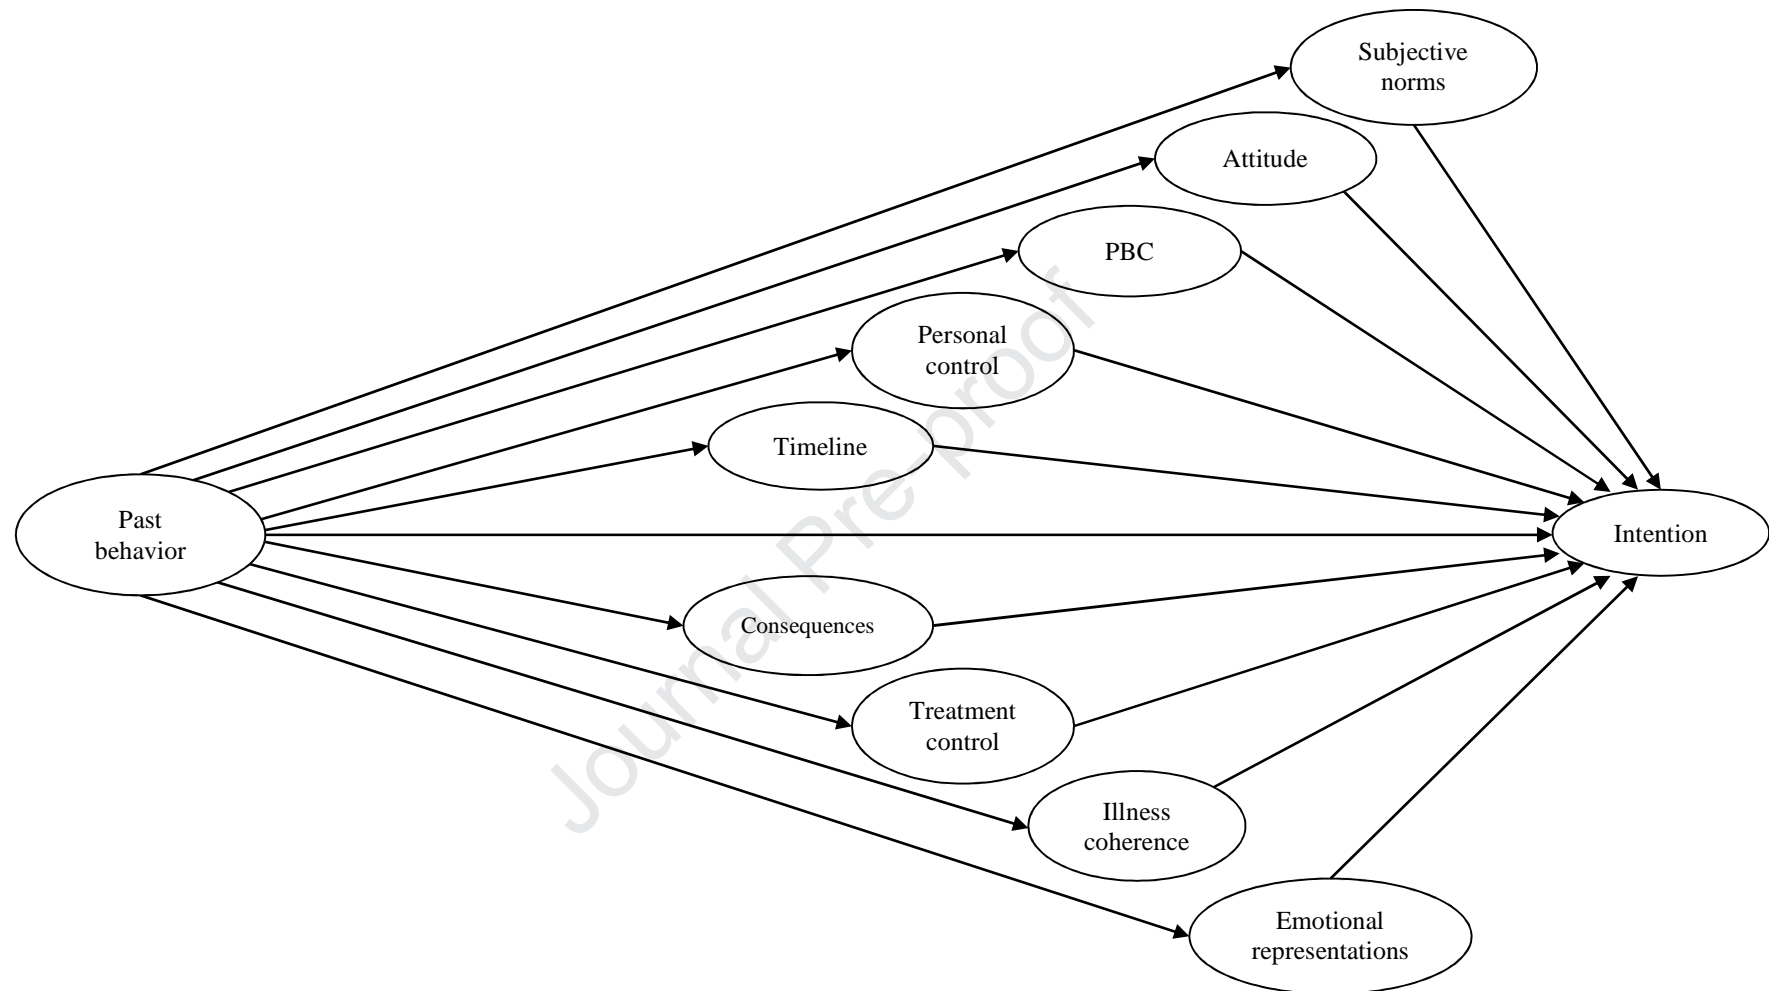 Subjective
norms
Attitude
PBC
Personal
control
Timeline
Past
behavior
Intention
Consequences
Treatment
control
Illness
coherence
Emotional
representations
Journal Pre-proof